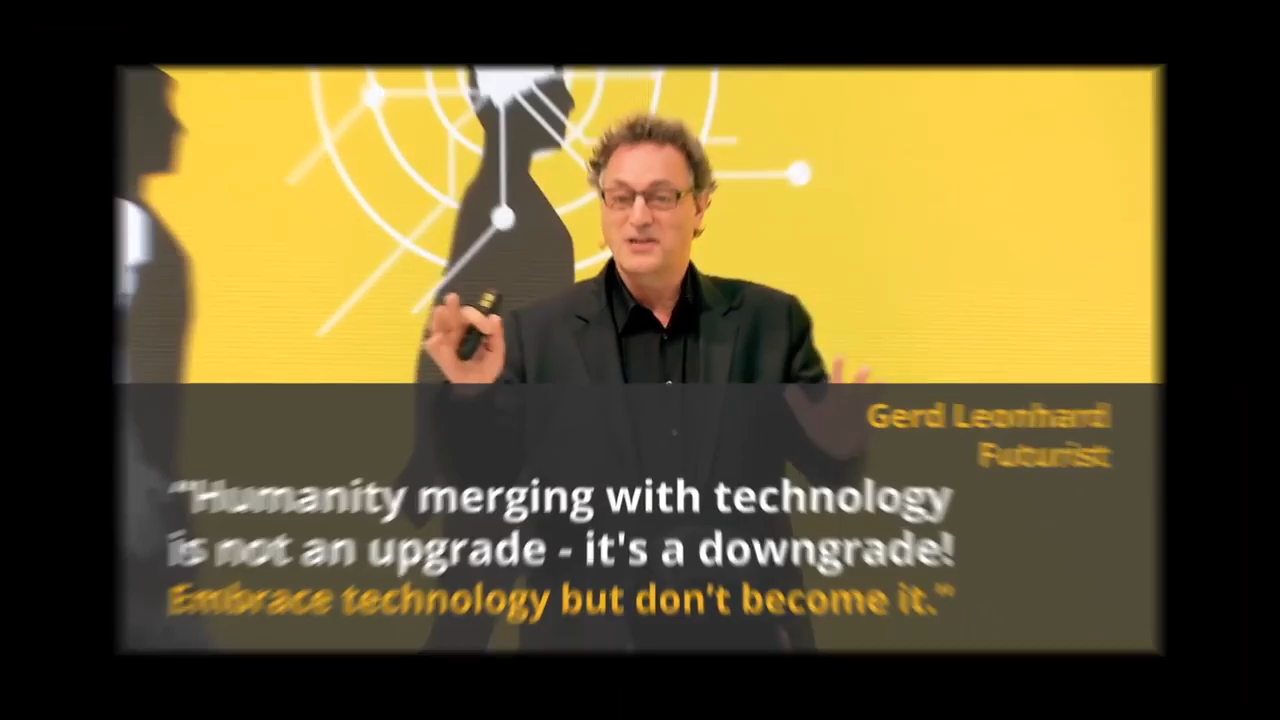 Gerd Leonhard
Futurist
“"Humanity merging with technology
is not an upgrade - it's a downgrade!
Embrace technology but don't become it.”